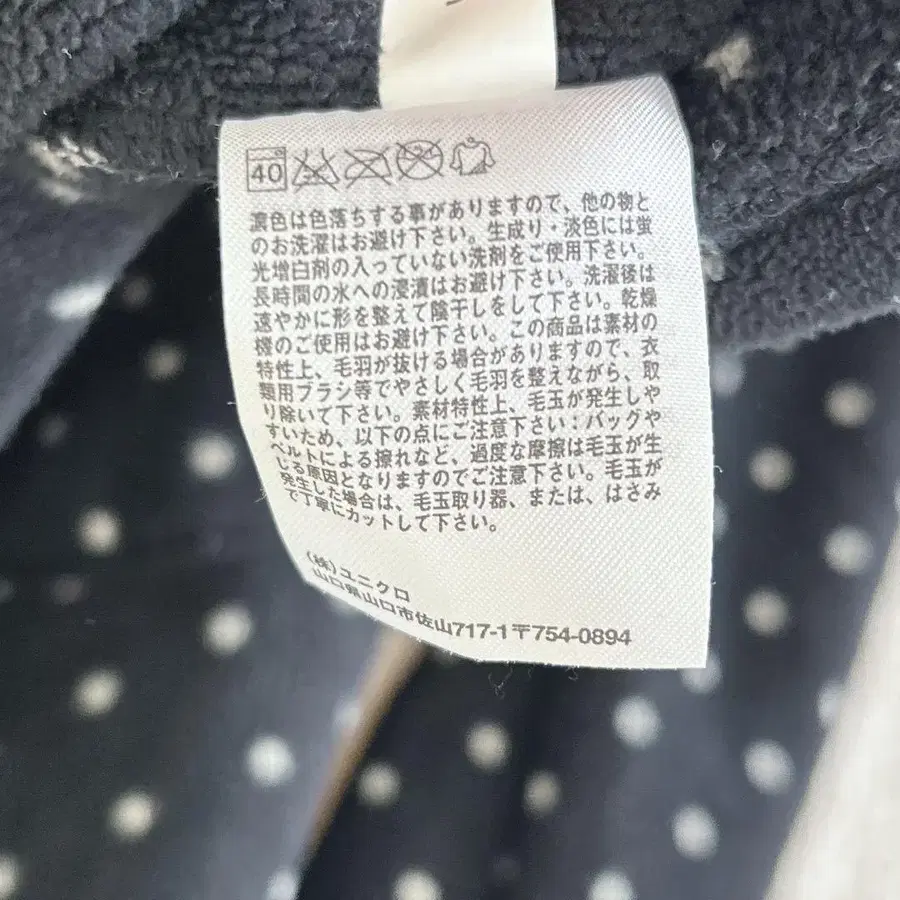 40
濃色は色落ちする事がありますので、他の物と
のお洗濯はお避け下さい。生成り・淡色には蛍
光増白剤の入っていない洗剤をご使用下さい。
長時間の水への浸漬はお避け下さい。洗濯後は
速やかに形を整えて陰干しをして下さい。乾燥
機のご使用はお避け下さい。この商品は素材の
特性上、毛羽が抜ける場合がありますので、衣
類用ブラシ等でやさしく毛羽を整えながら、取
り除いて下さい。素材特性上、毛玉が発生しや
すいため、以下の点にご注意下さい:バッグや
ベルトによる擦れなど、過度な摩擦は毛玉が生
じる原因となりますのでご注意下さい。毛玉が
発生した場合は、毛玉取り器、または、はさみ
で丁寧にカットして下さい。
(株)ユニクロ
山口県山口市佐山717-1〒754-0894